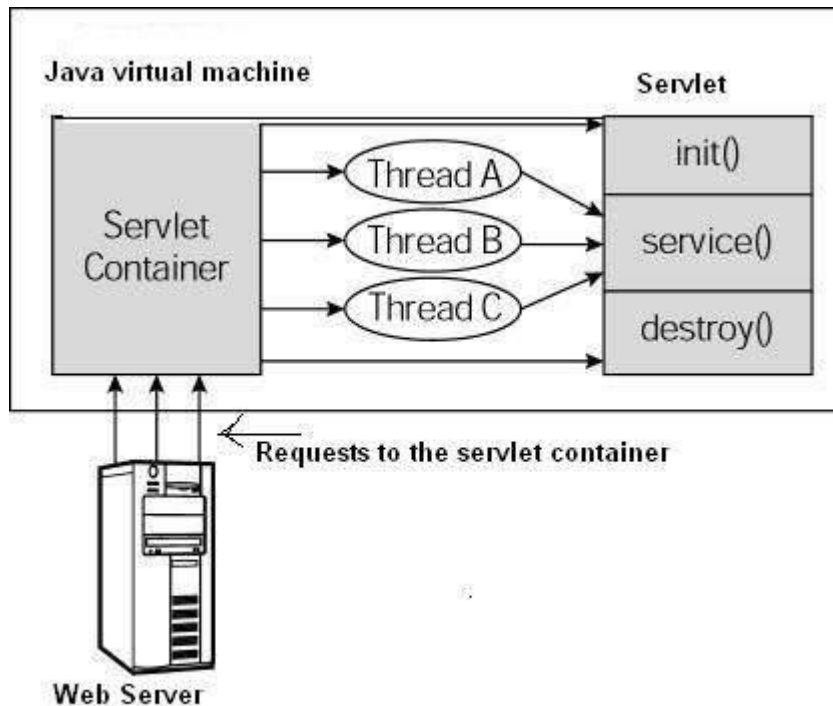 Java virtual machine
Servlet
init()
Thread A
Servlet
Container
Thread B
service()
Thread C
destroy()
Requests to the servlet container
Web Server